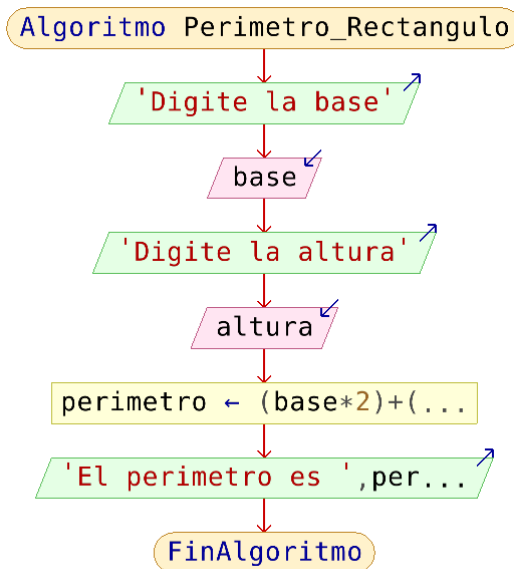 Algoritmo Perimetro_Rectangulo
'Digite la base'
base
'Digite la altura'
altura
perimetro ← (base*2)+(...
'El perimetro es ',per...
FinAlgoritmo